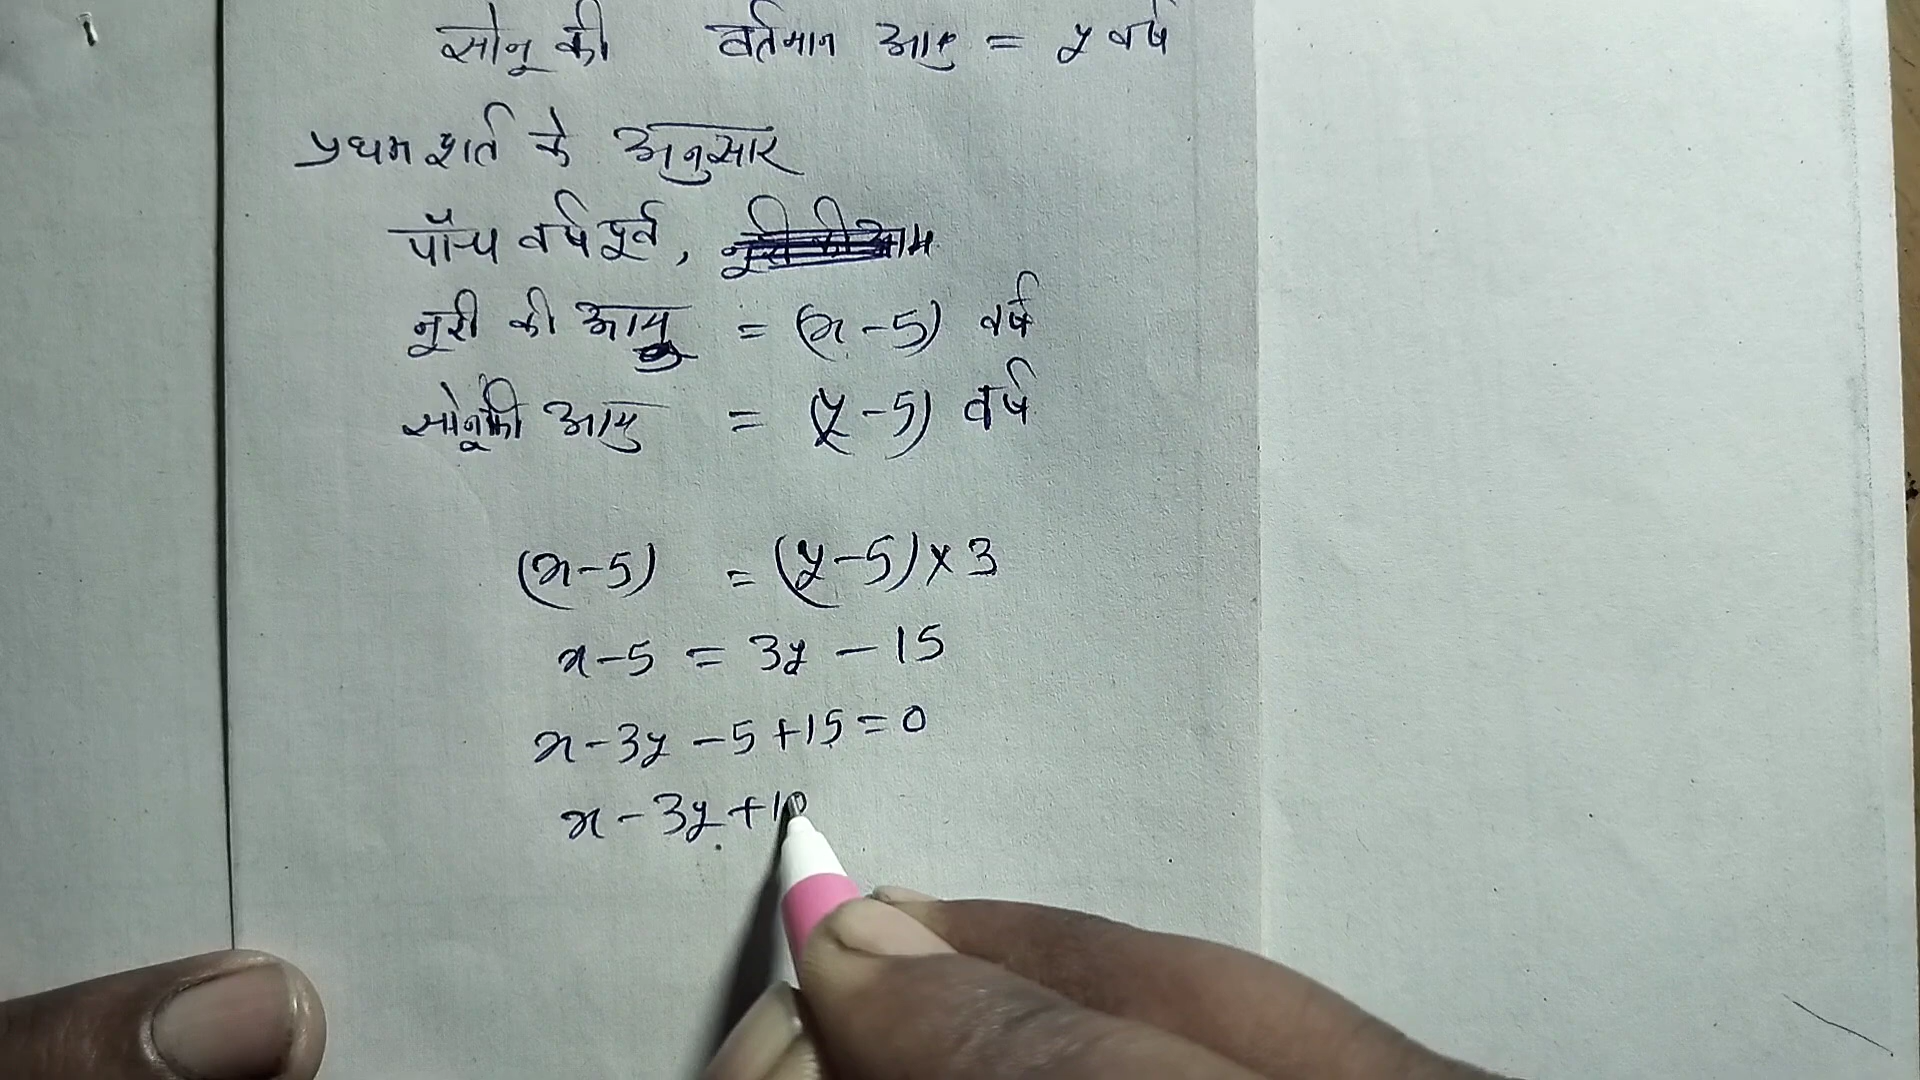 सोनू की वर्तमान आयु = y वर्ष
प्रथम शर्त के अनुसार
पाँच वर्ष पूर्व,
नूरी की आयु = (x-5) वर्ष
सोनू की आयु = (y-5) वर्ष
(x-5) = (y-5)×3
x-5 = 3y - 15
x-3y -5+15=0
x-3y+10